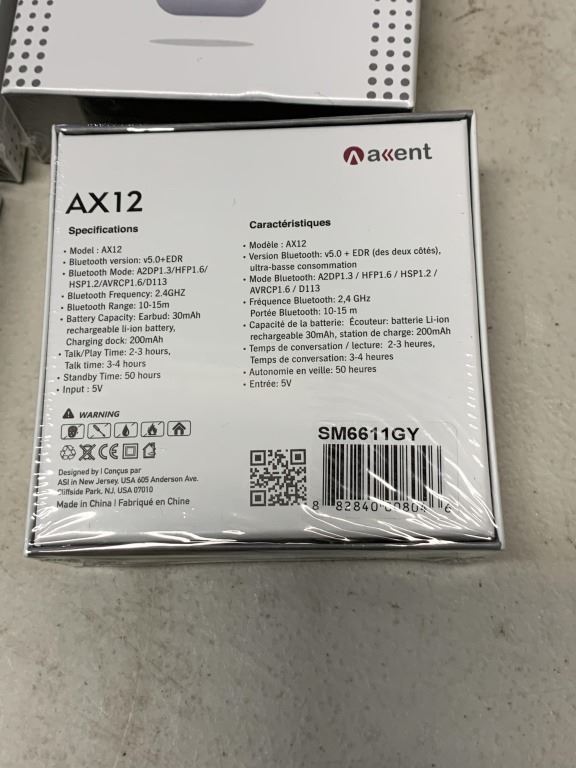 axxent
AX12
Specifications
• Model : AX12
• Bluetooth version: v5.0+EDR
• Bluetooth Mode: A2DP1.3/HFP1.6/
HSP1.2/AVRCP1.6/D113
• Bluetooth Frequency: 2.4GHZ
• Bluetooth Range: 10-15m
• Battery Capacity: Earbud: 30mAh
rechargeable li-ion battery,
Charging dock: 200mAh
• Talk/Play Time: 2-3 hours,
Talk time: 3-4 hours
• Standby Time: 50 hours
• Input : 5V
Caractéristiques
• Modèle : AX12
• Version Bluetooth: v5.0 + EDR (des deux côtés),
ultra-basse consommation
• Mode Bluetooth: A2DP1.3 / HFP1.6 / HSP1.2 /
AVRCP1.6 / D113
• Fréquence Bluetooth: 2,4 GHz
Portée Bluetooth: 10-15 m
• Capacité de la batterie: Écouteur: batterie Li-ion
rechargeable 30mAh, station de charge: 200mAh
• Temps de conversation / lecture: 2-3 heures,
Temps de conversation: 3-4 heures
• Autonomie en veille: 50 heures
• Entrée: 5V
WARNING
Designed by | Conçus par
ASI in New Jersey, USA 605 Anderson Ave.
Cliffside Park, NJ, USA 07010
Made in China | Fabriqué en Chine
SM6611GY
8 82840 00804 6